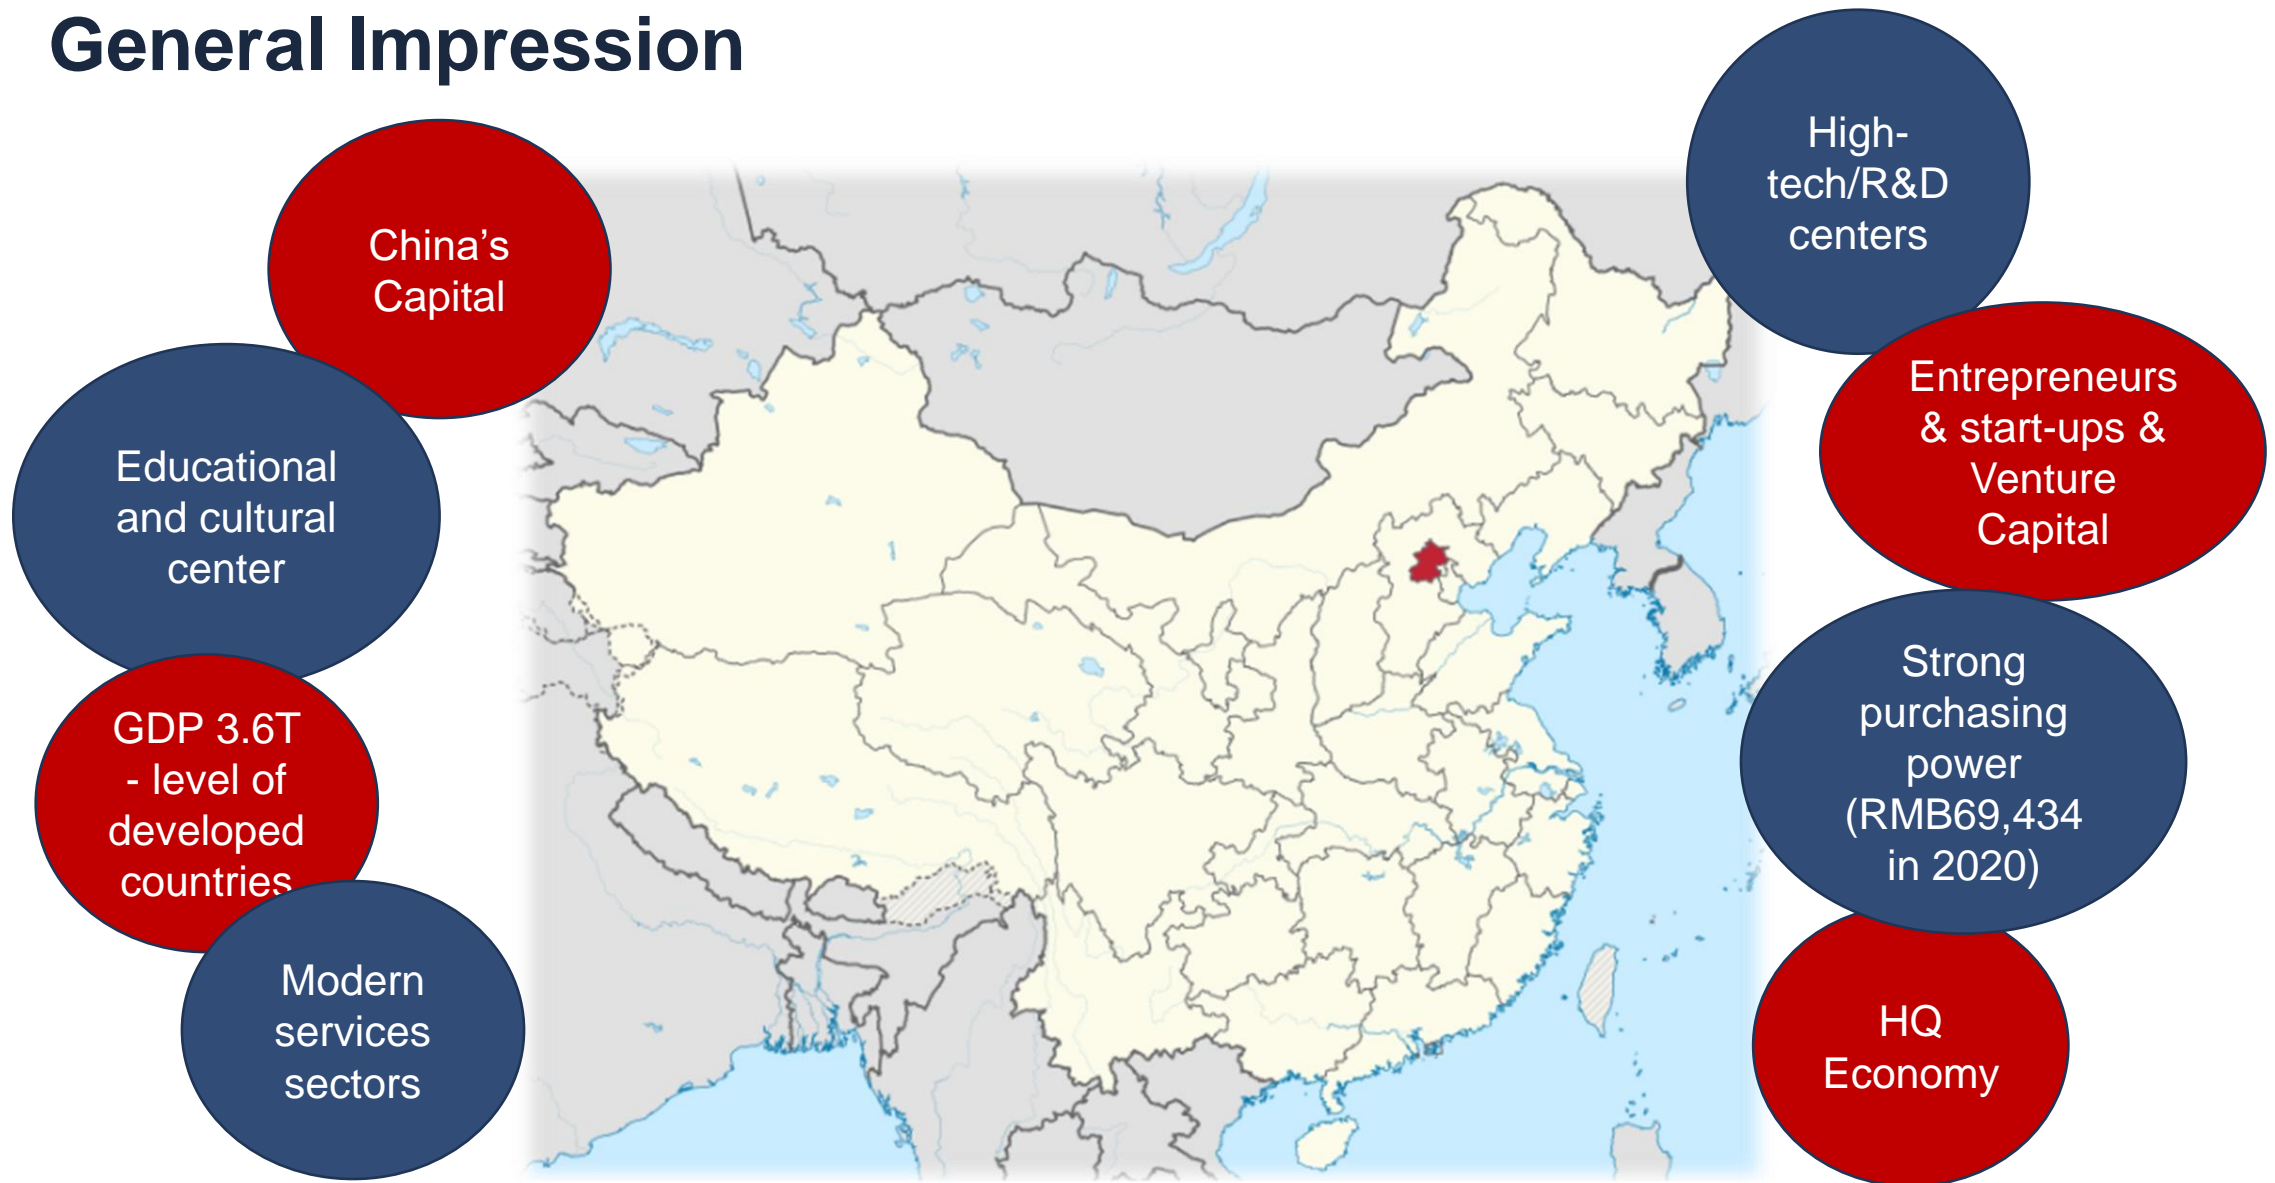 General Impression
China’s
Capital
Educational
and cultural
center
GDP 3.6T
- level of
developed
countries
Modern
services
sectors
High-
tech/R&D
centers
Entrepreneurs
& start-ups &
Venture
Capital
Strong
purchasing
power
(RMB69,434
in 2020)
HQ
Economy